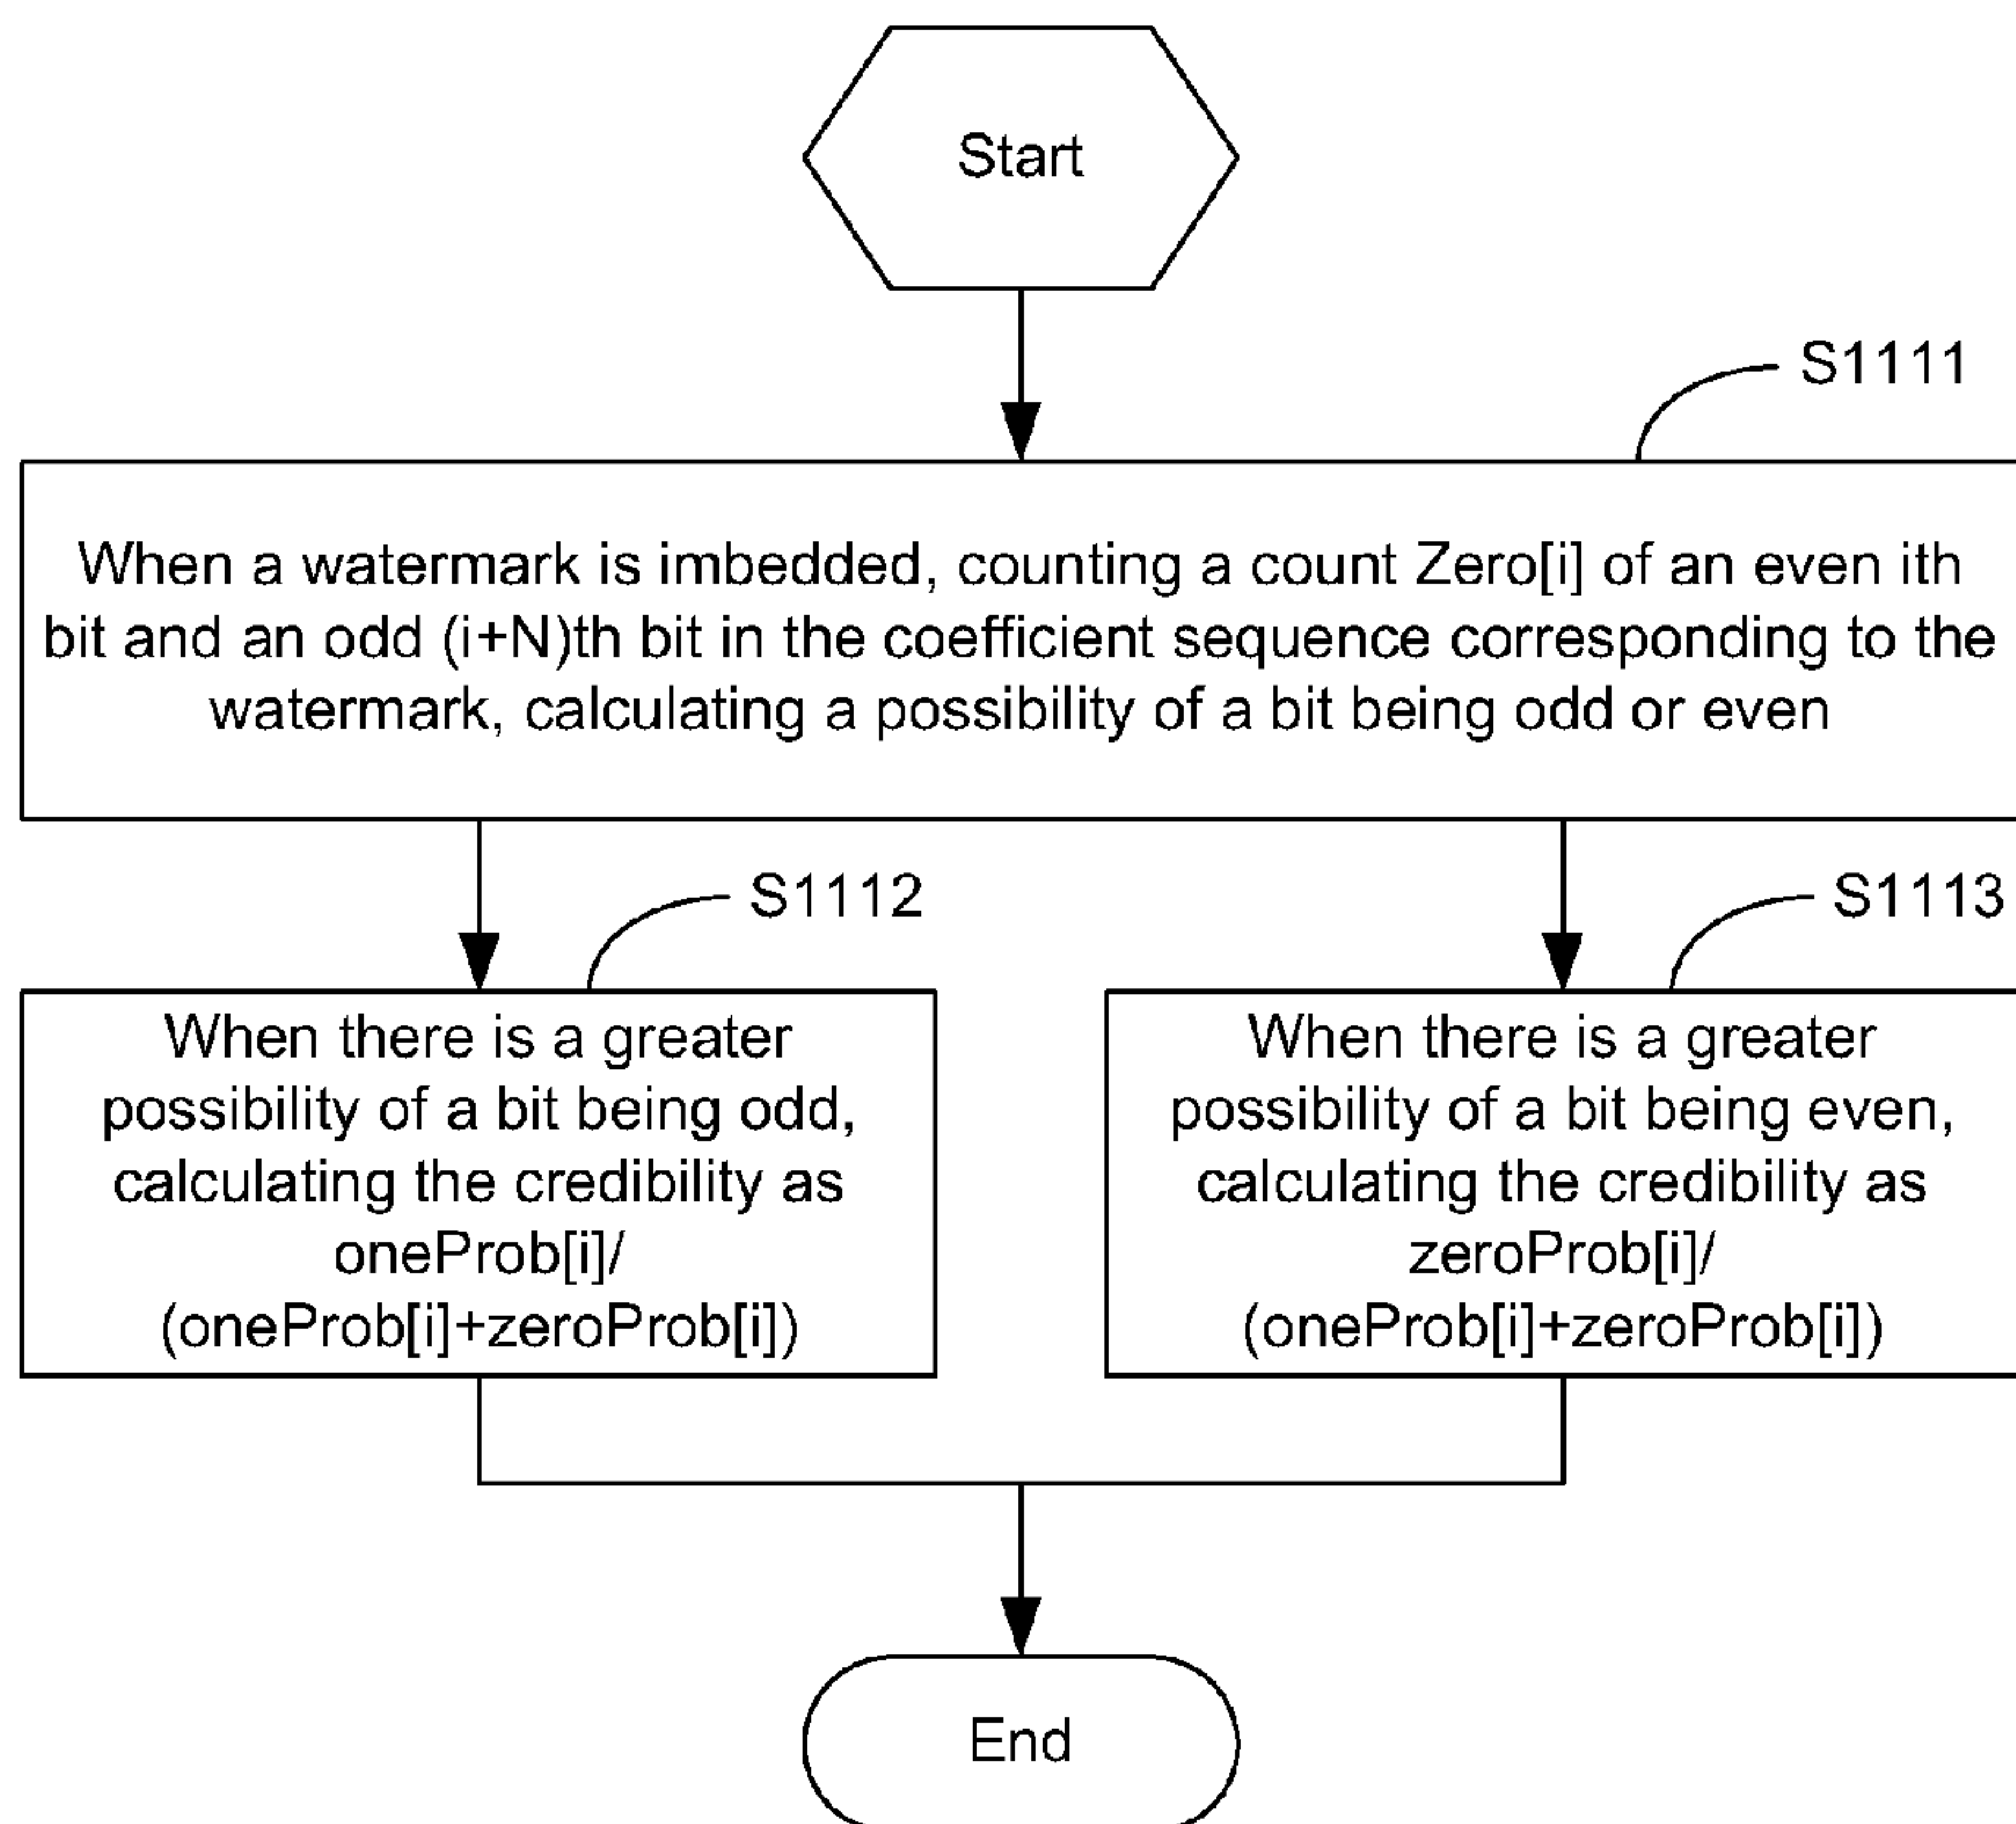 Start
S1111
When a watermark is imbedded, counting a count Zero[i] of an even ith
bit and an odd (i+N)th bit in the coefficient sequence corresponding to the
watermark, calculating a possibility of a bit being odd or even
S1112
S1113
When there is a greater
possibility of a bit being odd,
calculating the credibility as
oneProb[i]/
(oneProb[i]+zeroProb[i])
When there is a greater
possibility of a bit being even,
calculating the credibility as
zeroProb[i]/
(oneProb[i]+zeroProb[i])
End